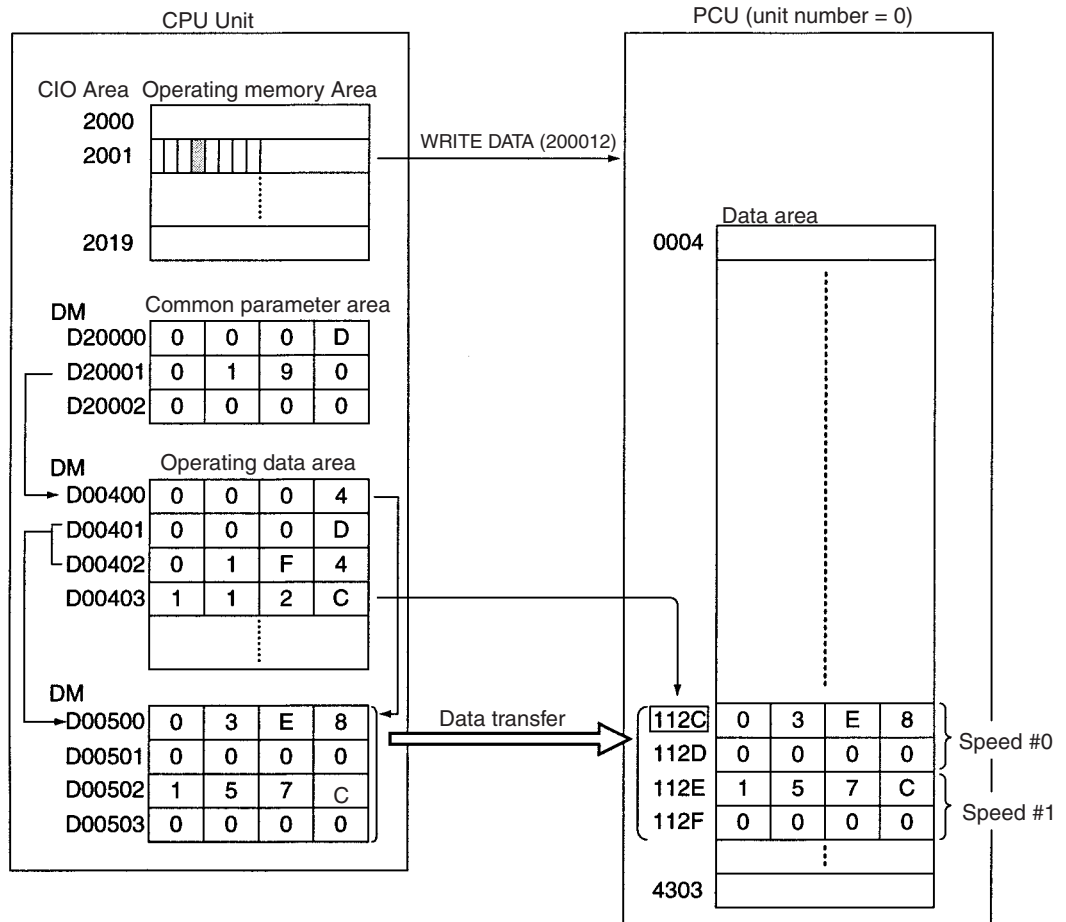 CPU Unit
PCU (unit number = 0)
CIO Area Operating memory Area
2000
2001
WRITE DATA (200012)
2019
Data area
0004
DM
Common parameter area
D20000 0 0 0 D
D20001 0 1 9 0
D20002 0 0 0 0
DM
Operating data area
D00400 0 0 0 4
D00401 0 0 0 D
D00402 0 1 F 4
D00403 1 1 2 C
DM
D00500 0 3 E 8
D00501 0 0 0 0
D00502 1 5 7 C
D00503 0 0 0 0
Data transfer
112C 0 3 E 8
112D 0 0 0 0
Speed #0
112E 1 5 7 C
112F 0 0 0 0
Speed #1
4303